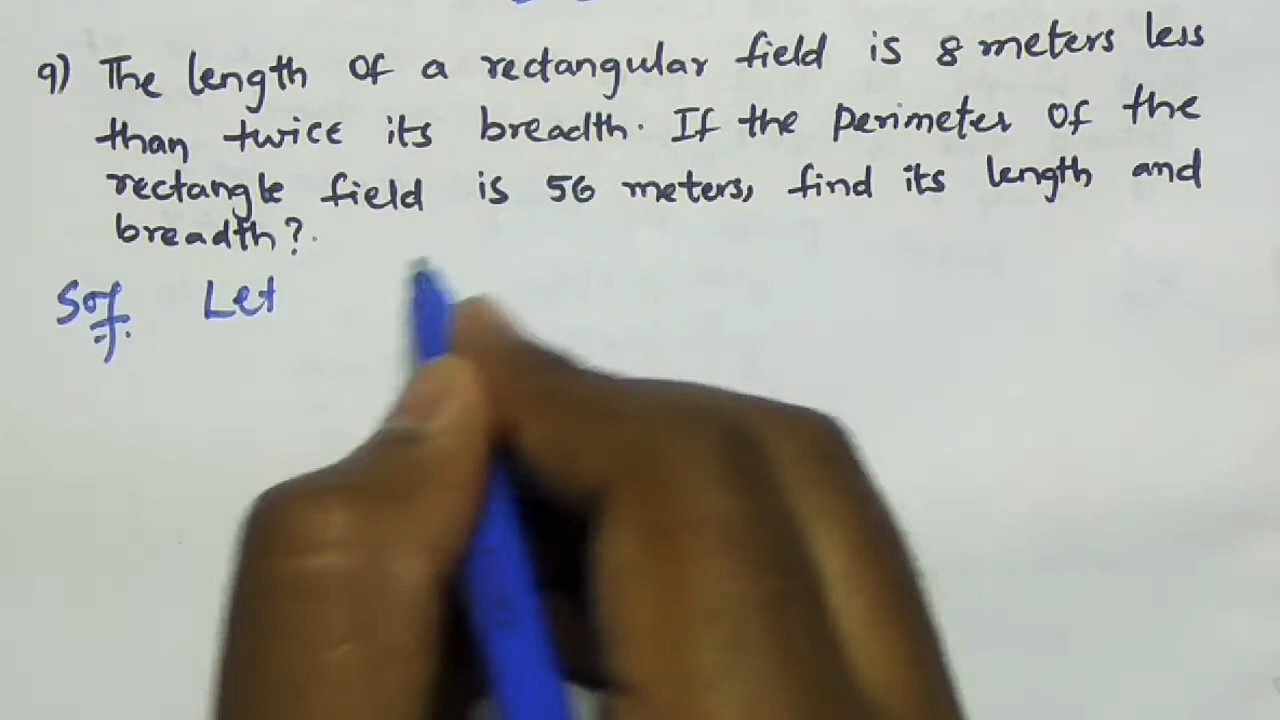 9) The length of a rectangular field is 8 meters less
than twice its breadth. If the perimeter of the
rectangle field is 56 meters, find its length and
breadth?.
Sol. Let